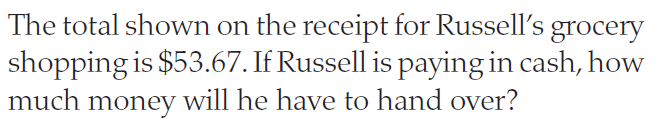 The total shown on the receipt for Russell's grocery
shopping is $53.67. If Russell is paying in cash, how
much money will he have to hand over?